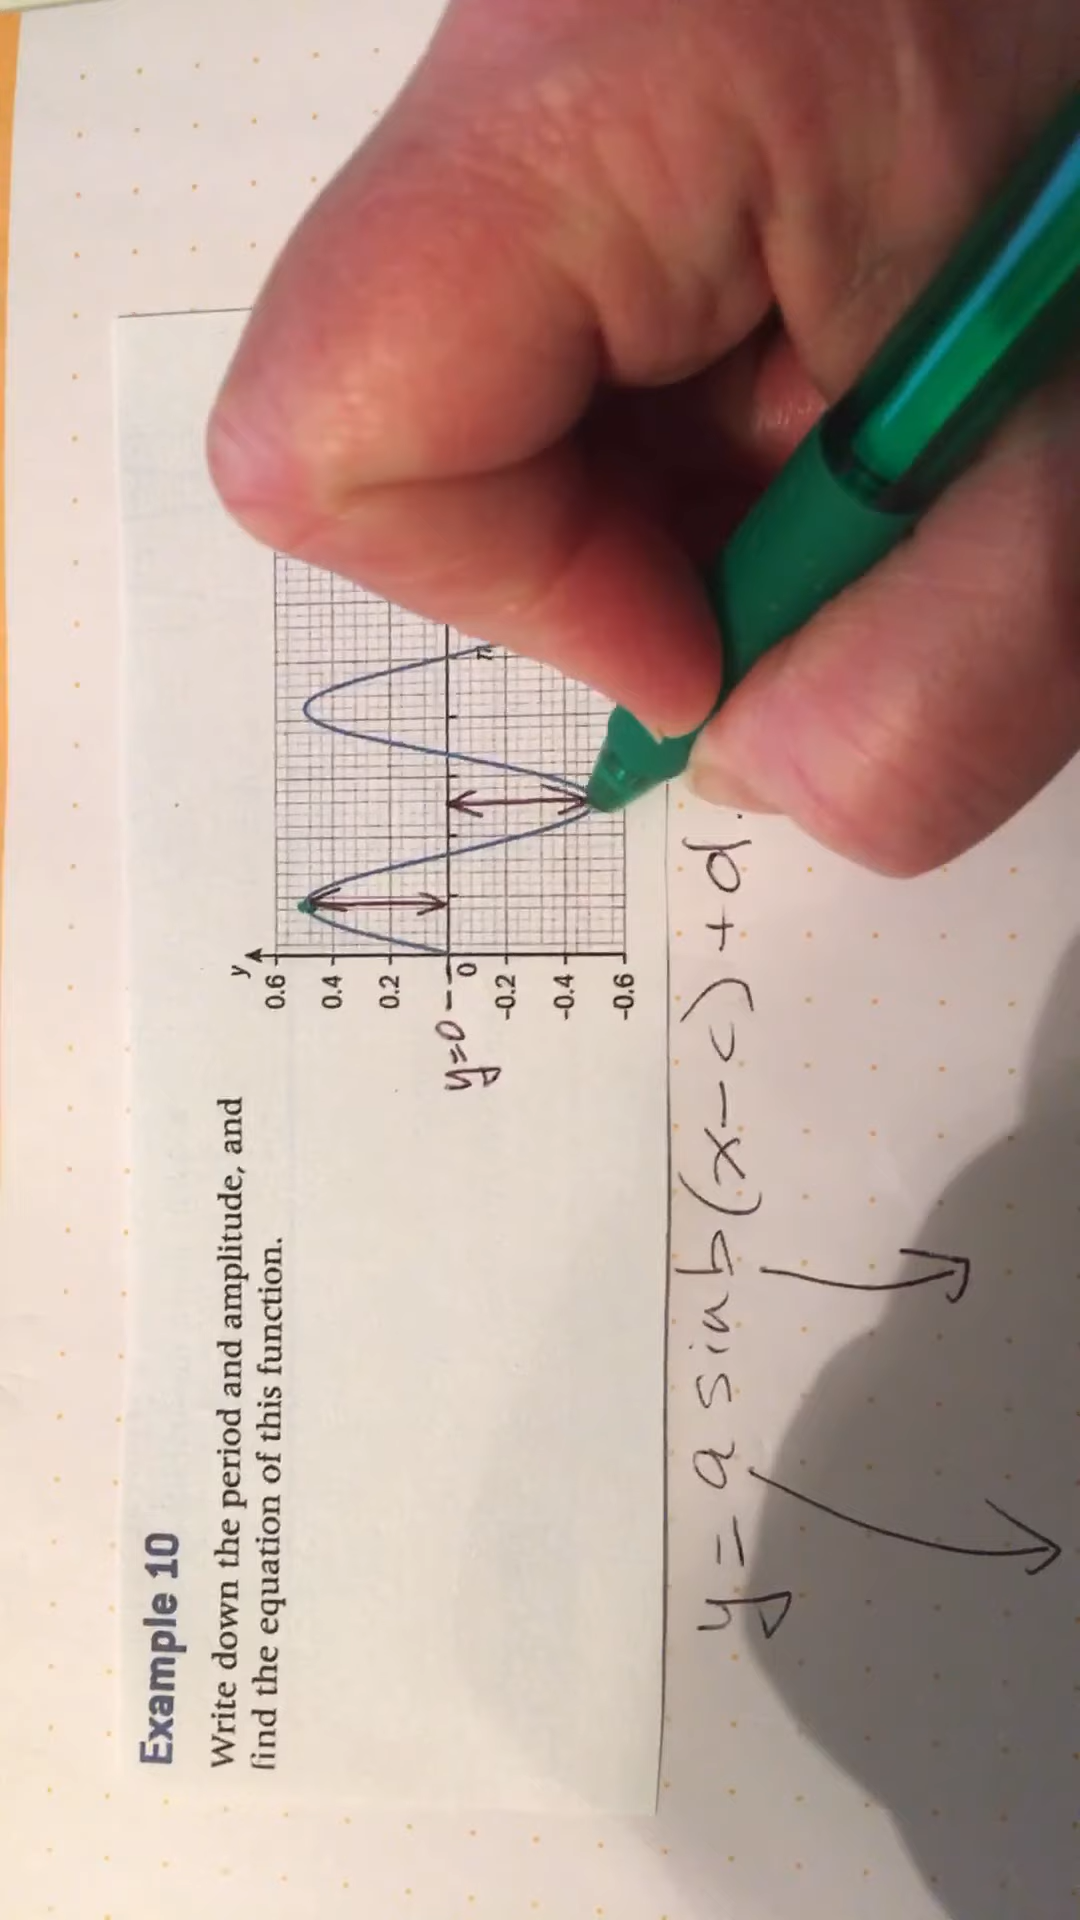 Example 10
Write down the period and amplitude, and
find the equation of this function.
y
0.6
0.4
0.2
0
-0.2
-0.4
-0.6
π
y=0
y = a sin b(x-c) + d